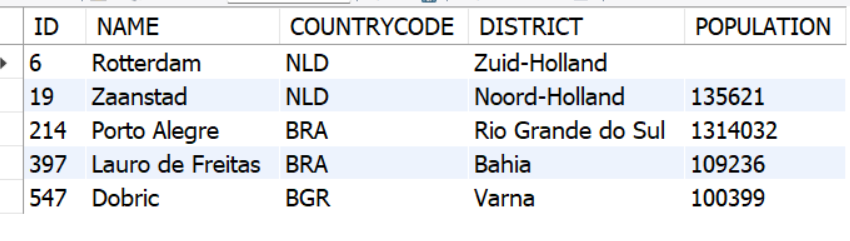 ID NAME COUNTRYCODE DISTRICT POPULATION
6 Rotterdam NLD Zuid-Holland
19 Zaanstad NLD Noord-Holland 135621
214 Porto Alegre BRA Rio Grande do Sul 1314032
397 Lauro de Freitas BRA Bahia 109236
547 Dobric BGR Varna 100399